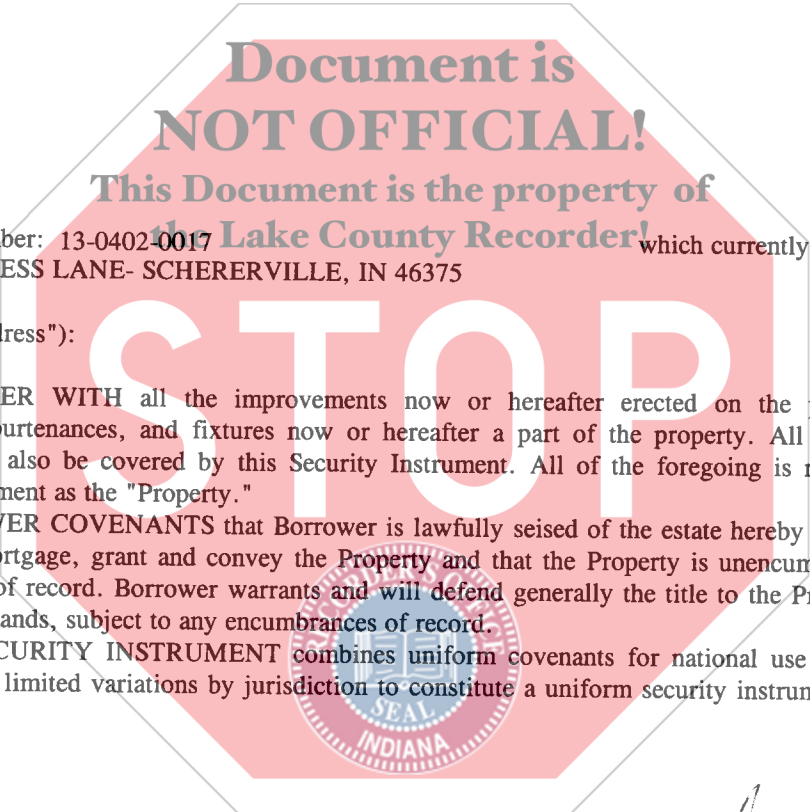 Document is
NOT OFFICIAL!
This Document is the property of
the Lake County Recorder!
ber: 13-0402-0017 which currently
ESS LANE- SCHERERVILLE, IN 46375
dress"):
STOP
ER WITH all the improvements now or hereafter erected on the
purtenances, and fixtures now or hereafter a part of the property. All
also be covered by this Security Instrument. All of the foregoing is r
ment as the "Property."
VER COVENANTS that Borrower is lawfully seised of the estate hereby
ortgage, grant and convey the Property and that the Property is unencum
of record. Borrower warrants and will defend generally the title to the Pr
ands, subject to any encumbrances of record.
CURITY INSTRUMENT combines uniform covenants for national use
limited variations by jurisdiction to constitute a uniform security instrum
RECORDER'S OFFICE
SEAL
INDIANA